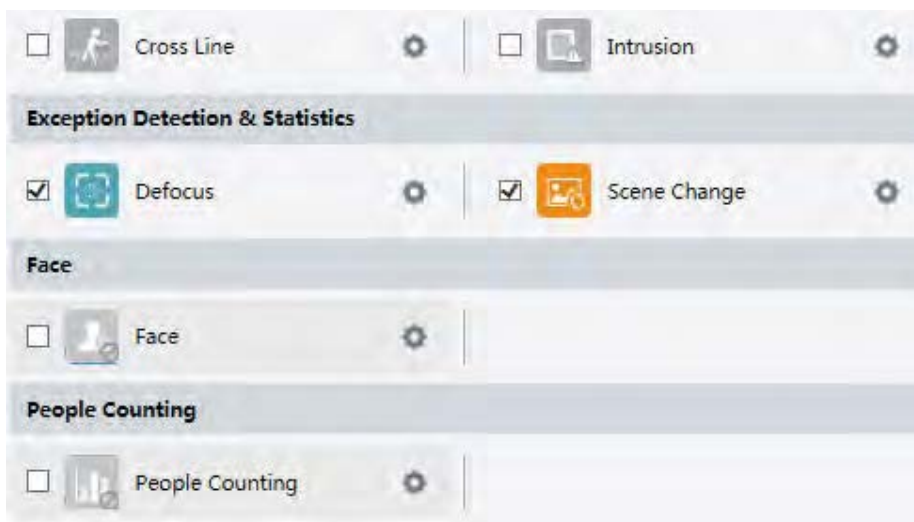 Cross Line
Intrusion
Exception Detection & Statistics
Defocus
Scene Change
Face
Face
People Counting
People Counting